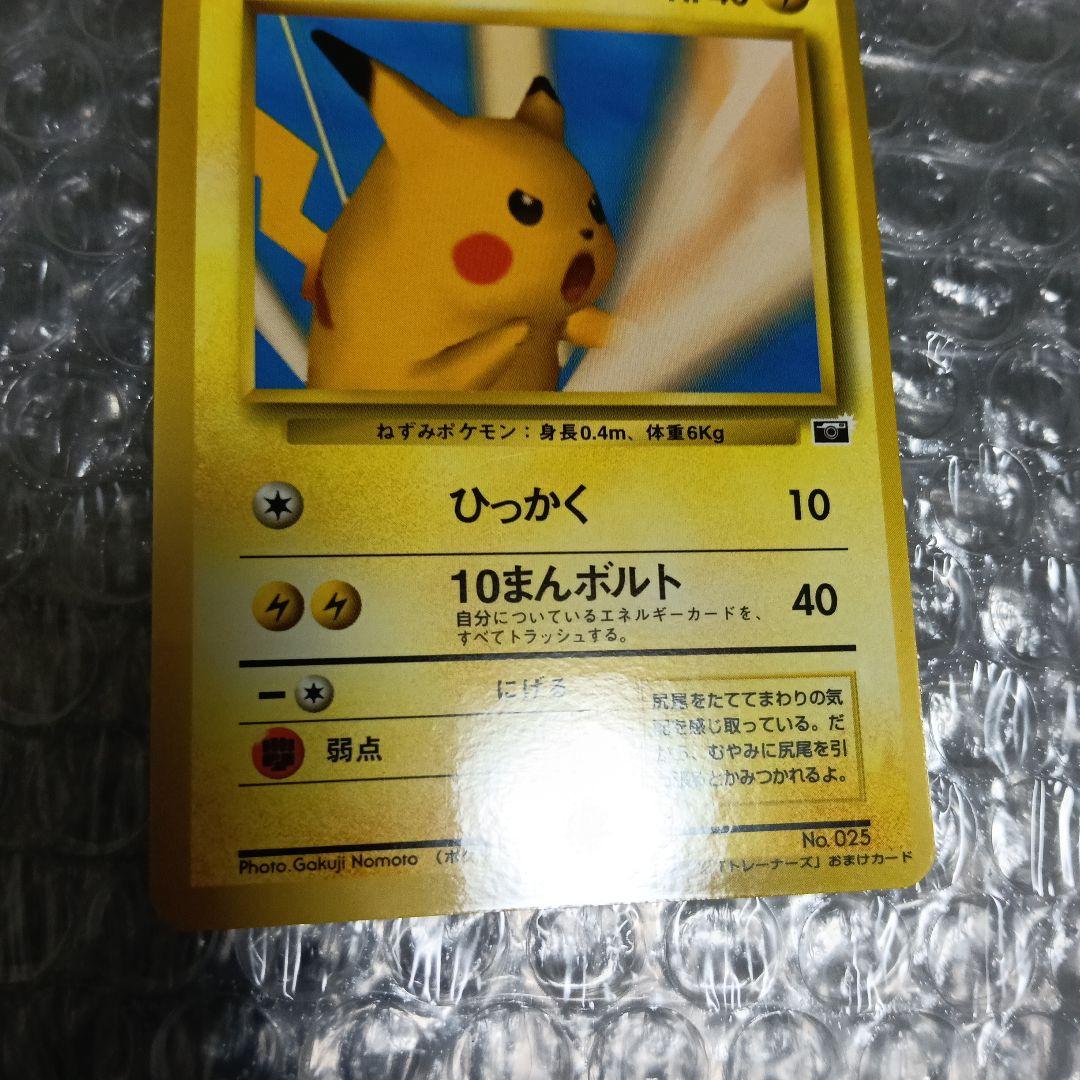 ねずみポケモン：身長0.4m、体重6Kg
ひっかく 10
10まんボルト 40
自分についているエネルギーカードを、
すべてトラッシュする。
にげる
弱点
尻尾をたててまわりの気
配を感じ取っている。だ
から、むやみに尻尾を引
とかみつかれるよ。
No. 025
Photo. Gakuji Nomoto （ポケ 「トレーナーズ」おまけカード